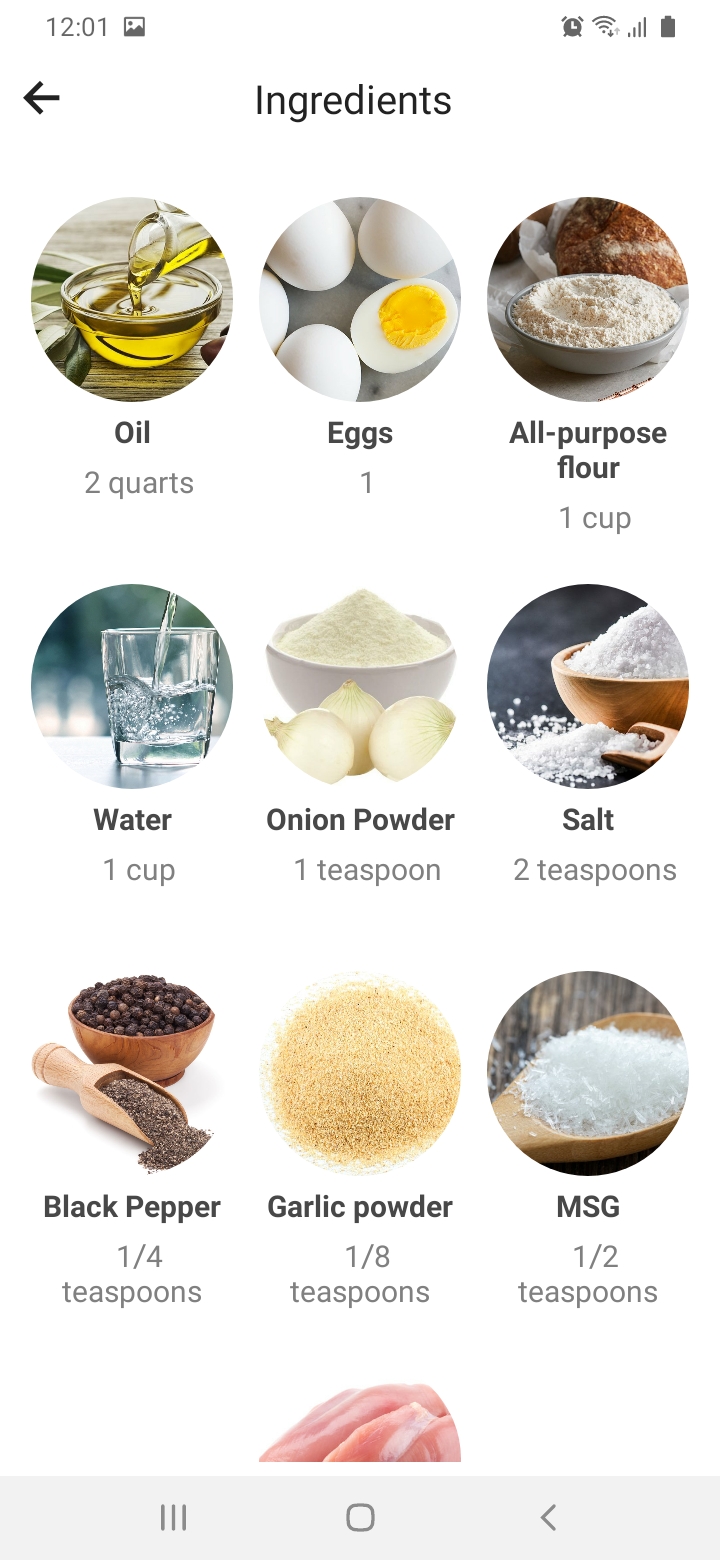 12:01
Ingredients
Oil
2 quarts
Eggs
1
All-purpose
flour
1 cup
Water
1 cup
Onion Powder
1 teaspoon
Salt
2 teaspoons
Black Pepper
1/4
teaspoons
Garlic powder
1/8
teaspoons
MSG
1/2
teaspoons